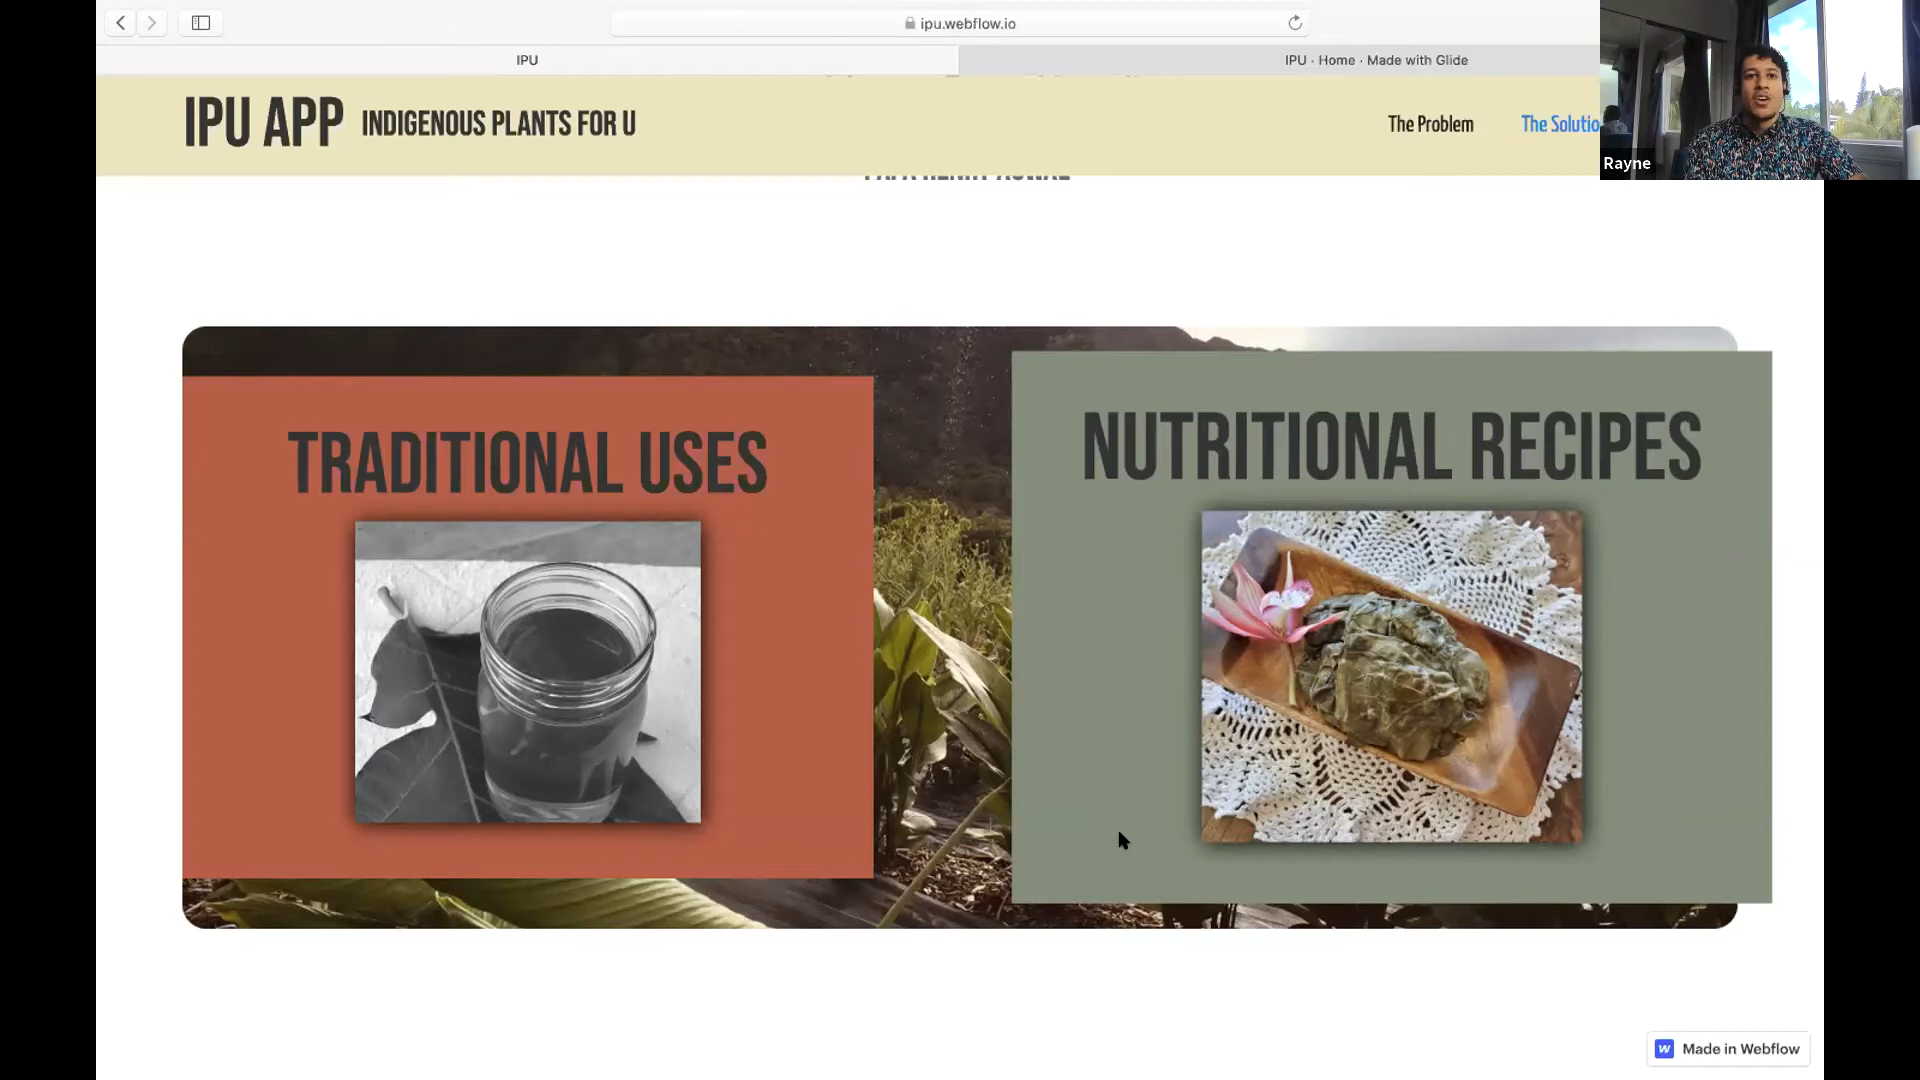 ipu.webflow.io
IPU
IPU · Home · Made with Glide
IPU APP INDIGENOUS PLANTS FOR U
The Problem
The Solutio
Rayne
TRADITIONAL USES
NUTRITIONAL RECIPES
Made in Webflow